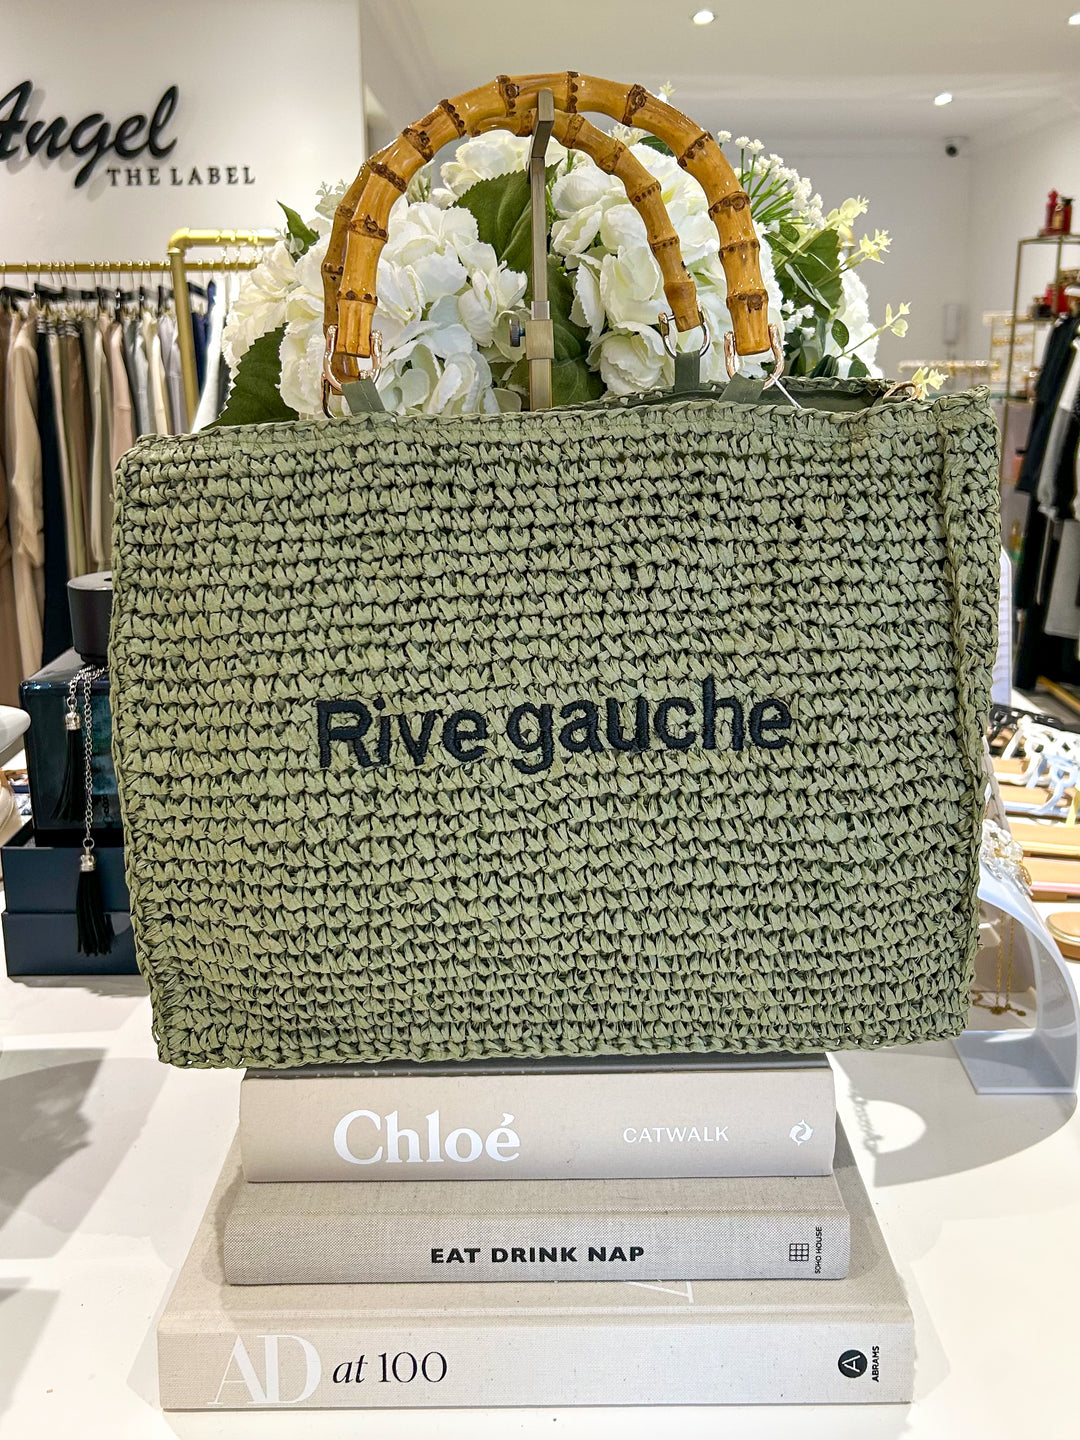 Angel
THE LABEL
Rive gauche
Chloé CATWALK
EAT DRINK NAP SOHO HOUSE
AD at 100 A ABRAMS